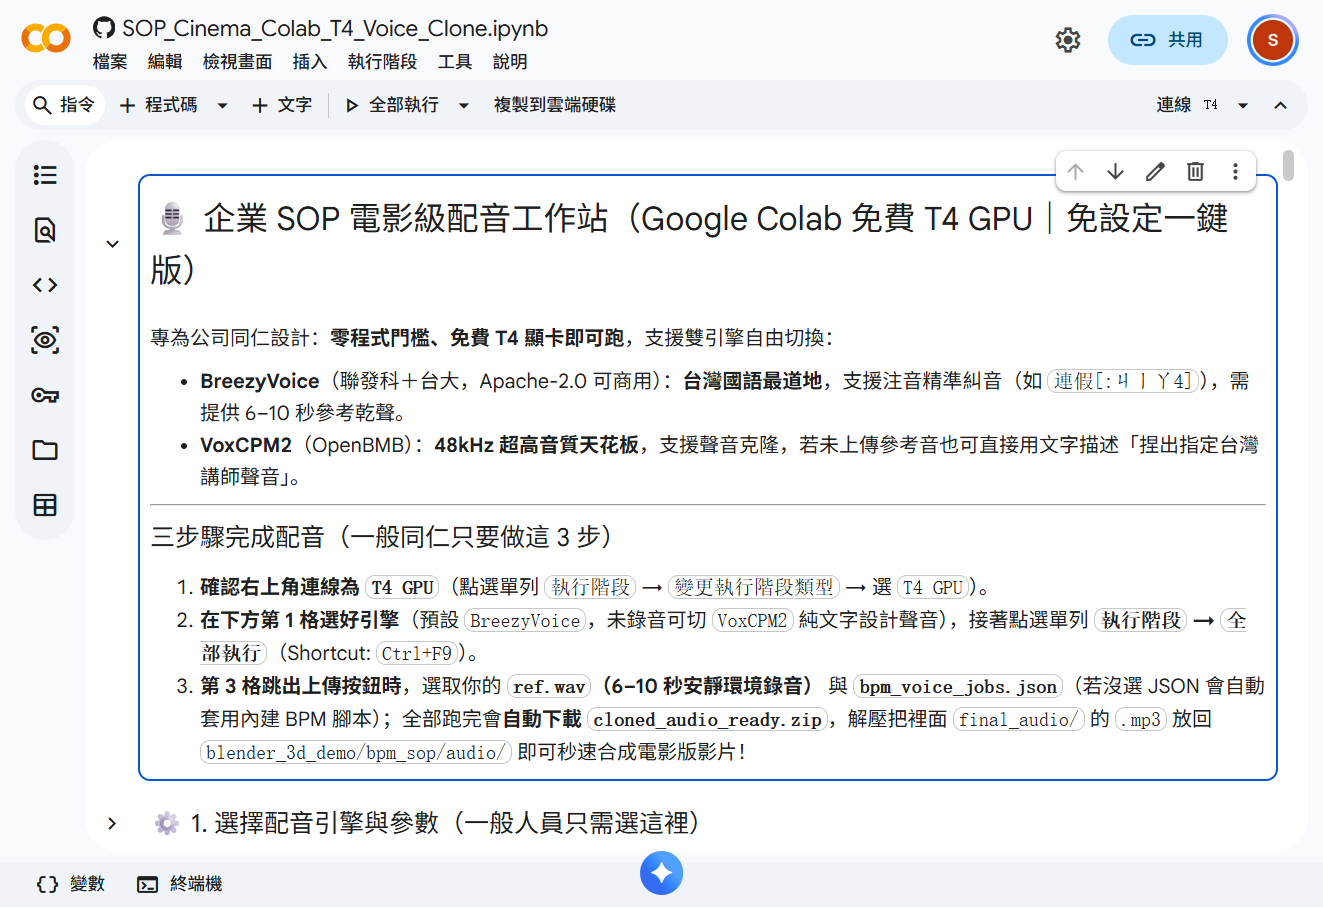 SOP_Cinema_Colab_T4_Voice_Clone.ipynb
檔案 編輯 檢視畫面 插入 執行階段 工具 說明
共用
S
指令 + 程式碼 + 文字 全部執行 複製到雲端硬碟
連線 T4
企業 SOP 電影級配音工作站（Google Colab 免費 T4 GPU｜免設定一鍵
版）
專為公司同仁設計：零程式門檻、免費 T4 顯卡即可跑，支援雙引擎自由切換：
• BreezyVoice（聯發科＋台大，Apache-2.0 可商用）：台灣國語最道地，支援注音精準糾音（如 連假[:ㄐㄧㄚ4]），需
提供 6–10 秒參考乾聲。
• VoxCPM2（OpenBMB）：48kHz 超高音質天花板，支援聲音克隆，若未上傳參考音也可直接用文字描述「捏出指定台灣
講師聲音」。
三步驟完成配音（一般同仁只要做這 3 步）
1. 確認右上角連線為 T4 GPU（點選單列 執行階段 → 變更執行階段類型 → 選 T4 GPU）。
2. 在下方第 1 格選好引擎（預設 BreezyVoice，未錄音可切 VoxCPM2 純文字設計聲音），接著點選單列 執行階段 → 全
部執行（Shortcut: Ctrl+F9）。
3. 第 3 格跳出上傳按鈕時，選取你的 ref.wav（6–10 秒安靜環境錄音） 與 bpm_voice_jobs.json（若沒選 JSON 會自動
套用內建 BPM 腳本）；全部跑完會自動下載 cloned_audio_ready.zip，解壓把裡面 final_audio/ 的 .mp3 放回
blender_3d_demo/bpm_sop/audio/ 即可秒速合成電影版影片！
1. 選擇配音引擎與參數（一般人員只需選這裡）
變數 終端機